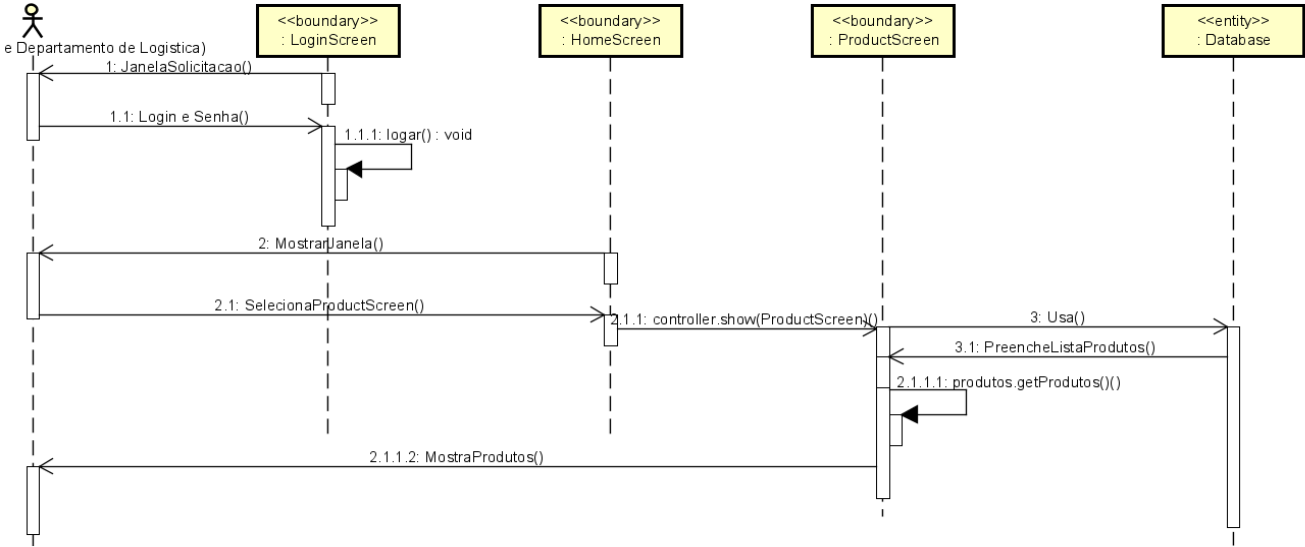 <<boundary>>
: LoginScreen
<<boundary>>
: HomeScreen
<<boundary>>
: ProductScreen
<<entity>>
: Database
e Departamento de Logistica)
1: JanelaSolicitacao()
1.1: Login e Senha()
1.1.1: logar() : void
2: MostrarJanela()
2.1: SelecionaProductScreen()
2.1.1: controller.show(ProductScreen)()
3: Usa()
3.1: PreencheListaProdutos()
2.1.1.1: produtos.getProdutos()()
2.1.1.2: MostraProdutos()